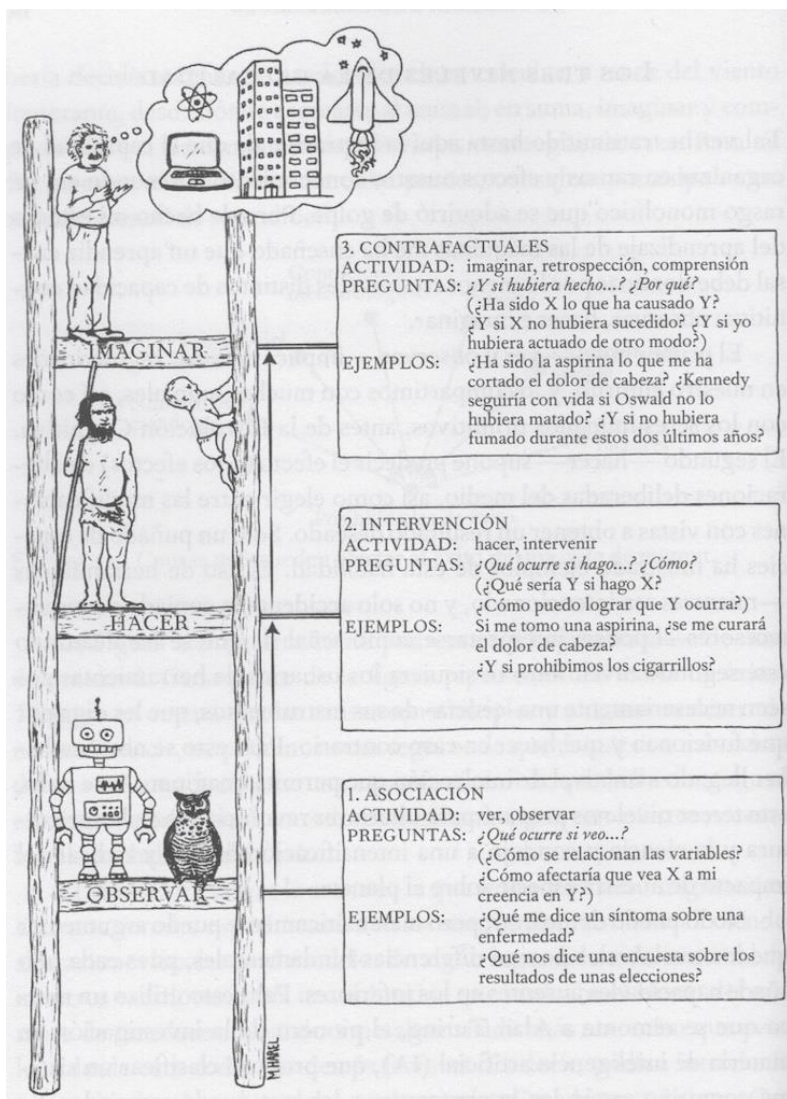 3. CONTRAFACTUALES
ACTIVIDAD: imaginar, retrospección, comprensión
PREGUNTAS: ¿Y si hubiera hecho...? ¿Por qué?
(¿Ha sido X lo que ha causado Y?
¿Y si X no hubiera sucedido? ¿Y si yo
hubiera actuado de otro modo?)
EJEMPLOS: ¿Ha sido la aspirina lo que me ha
cortado el dolor de cabeza? ¿Kennedy
seguiría con vida si Oswald no lo
hubiera matado? ¿Y si no hubiera
fumado durante estos dos últimos años?
IMAGINAR
2. INTERVENCIÓN
ACTIVIDAD: hacer, intervenir
PREGUNTAS: ¿Qué ocurre si hago...? ¿Cómo?
(¿Qué sería Y si hago X?
¿Cómo puedo lograr que Y ocurra?)
EJEMPLOS: Si me tomo una aspirina, ¿se me curará
el dolor de cabeza?
¿Y si prohibimos los cigarrillos?
HACER
1. ASOCIACIÓN
ACTIVIDAD: ver, observar
PREGUNTAS: ¿Qué ocurre si veo...?
(¿Cómo se relacionan las variables?
¿Cómo afectaría que vea X a mi
creencia en Y?)
EJEMPLOS: ¿Qué me dice un síntoma sobre una
enfermedad?
¿Qué nos dice una encuesta sobre los
resultados de unas elecciones?
OBSERVAR
M.HAREL